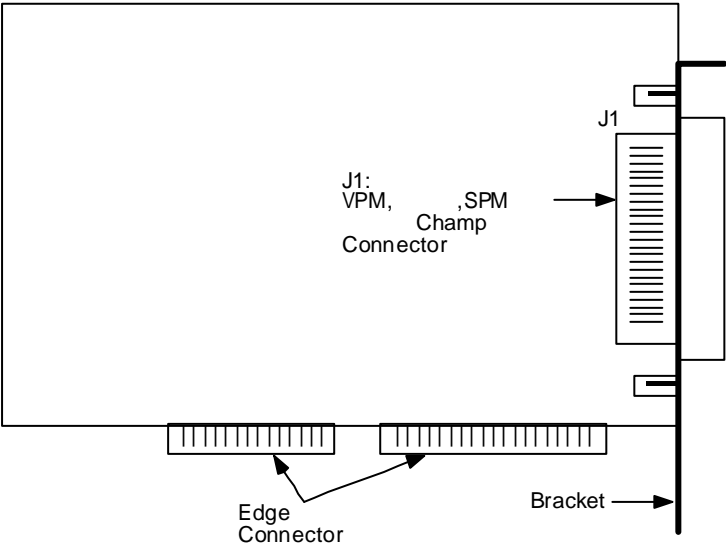 J1
J1:
VPM, ,SPM
Champ
Connector
Edge
Connector
Bracket